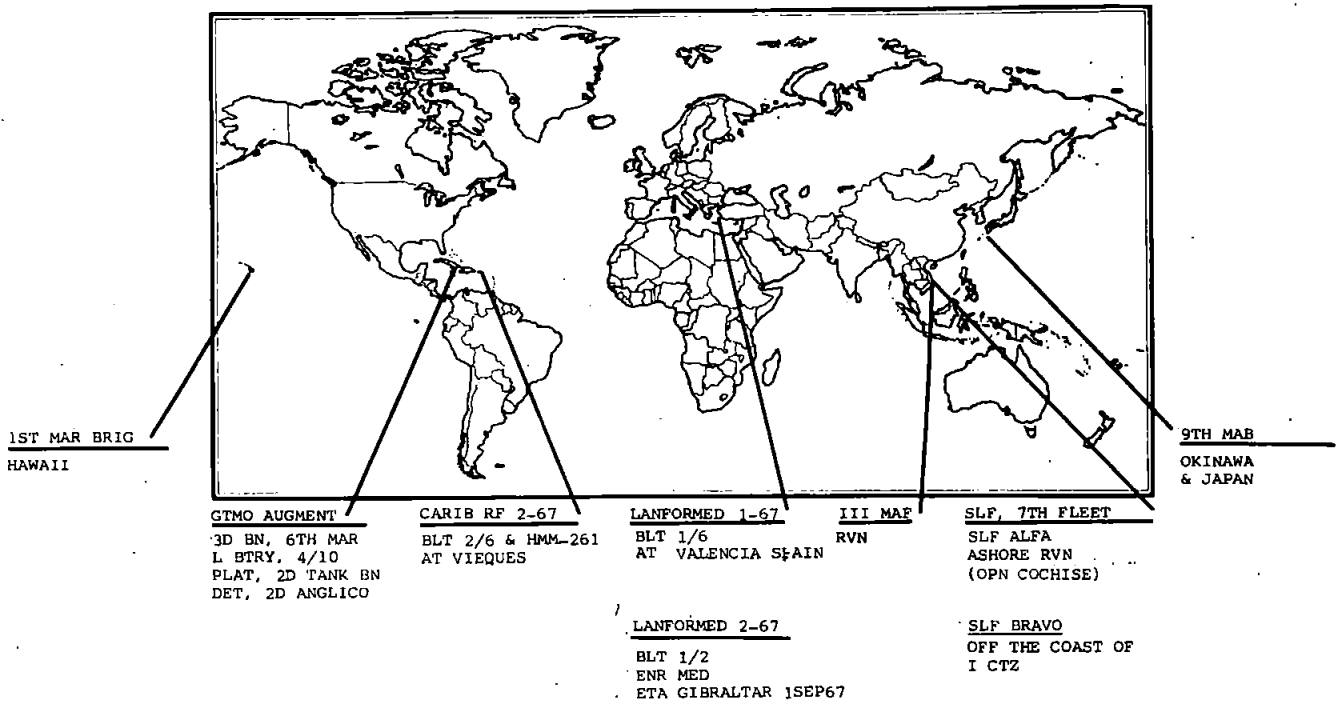 1ST MAR BRIG
HAWAII
9TH MAB
OKINAWA
& JAPAN
GTMO AUGMENT
3D BN, 6TH MAR
L BTRY, 4/10
PLAT, 2D TANK BN
DET, 2D ANGLICO
CARIB RF 2-67
BLT 2/6 & HMM-261
AT VIEQUES
LANFORMED 1-67
BLT 1/6
AT VALENCIA SPAIN
LANFORMED 2-67
BLT 1/2
ENR MED
ETA GIBRALTAR 1SEP67
III MAF
RVN
SLF, 7TH FLEET
SLF ALFA
ASHORE RVN
(OPN COCHISE)
SLF BRAVO
OFF THE COAST OF
I CTZ